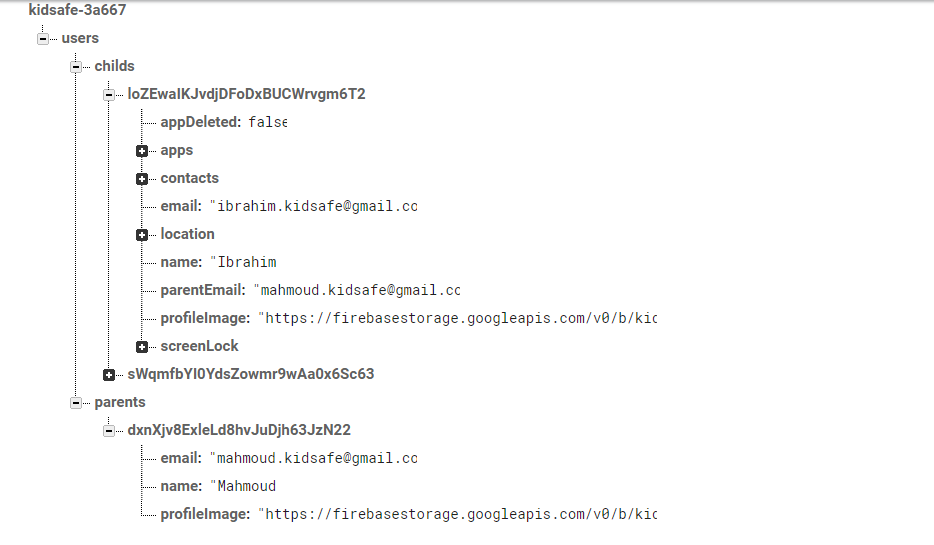 kidsafe-3a667
users
childs
loZEwaIKJvdjDFoDxBUCWrvgm6T2
appDeleted: false
apps
contacts
email: "ibrahim.kidsafe@gmail.cc
location
name: "Ibrahim
parentEmail: "mahmoud.kidsafe@gmail.cc
profileImage: "https://firebasestorage.googleapis.com/v0/b/kic
screenLock
sWqmfbYl0YdsZowmr9wAa0x6Sc63
parents
dxnXjv8ExleLd8hvJuDjh63JzN22
email: "mahmoud.kidsafe@gmail.cc
name: "Mahmoud
profileImage: "https://firebasestorage.googleapis.com/v0/b/kic